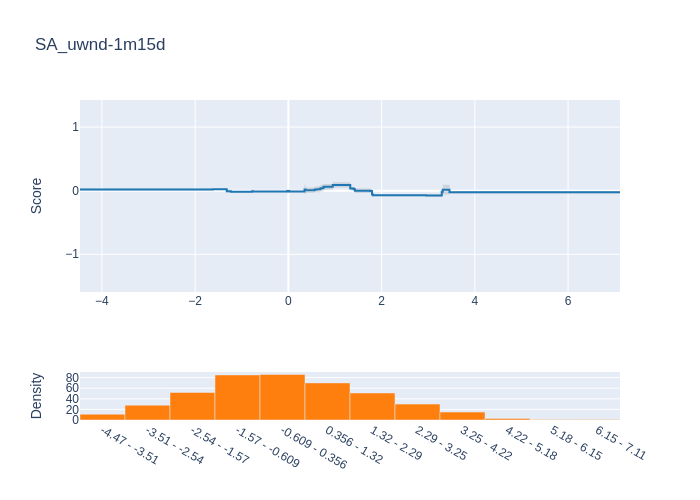 SA_uwnd-1m15d
Score
1
0
−1
−4
−2
0
2
4
6
Density
80
60
40
20
0
-4.47 - -3.51
-3.51 - -2.54
-2.54 - -1.57
-1.57 - -0.609
-0.609 - 0.356
0.356 - 1.32
1.32 - 2.29
2.29 - 3.25
3.25 - 4.22
4.22 - 5.18
5.18 - 6.15
6.15 - 7.11